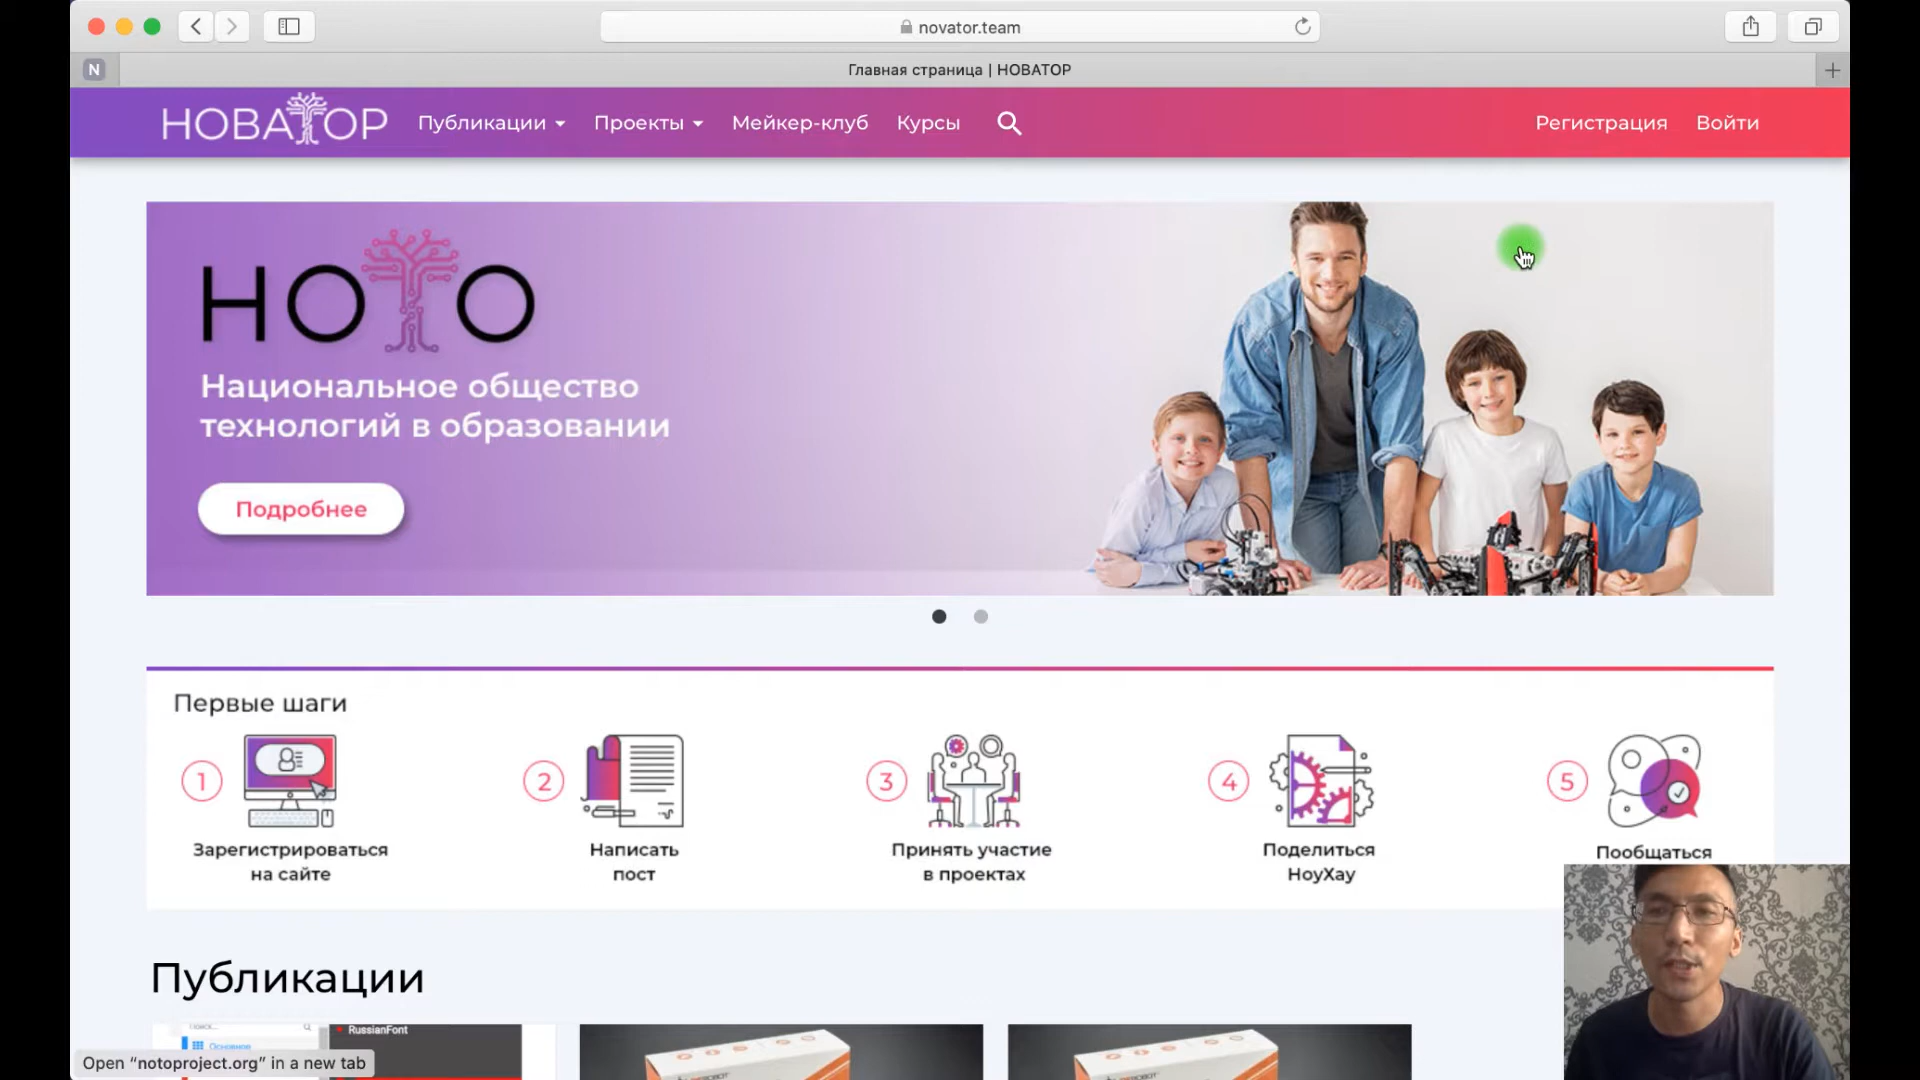 novator.team
N
Главная страница | НОВАТОР
НОВАТОР
Публикации
Проекты
Мейкер-клуб
Курсы
Регистрация
Войти
НОТО
Национальное общество
технологий в образовании
Подробнее
Первые шаги
1
Зарегистрироваться
на сайте
2
Написать
пост
3
Принять участие
в проектах
4
Поделиться
НоуХау
5
Пообщаться
Публикации
Поиск...
RussianFont
Основное
Open “notoproject.org” in a new tab